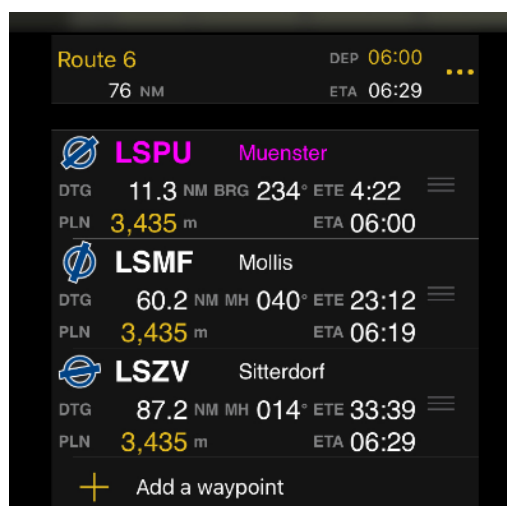 Route 6 DEP 06:00
76 NM ETA 06:29
LSPU Muenster
DTG 11.3 NM BRG 234° ETE 4:22
PLN 3,435 m ETA 06:00
LSMF Mollis
DTG 60.2 NM MH 040° ETE 23:12
PLN 3,435 m ETA 06:19
LSZV Sitterdorf
DTG 87.2 NM MH 014° ETE 33:39
PLN 3,435 m ETA 06:29
Add a waypoint